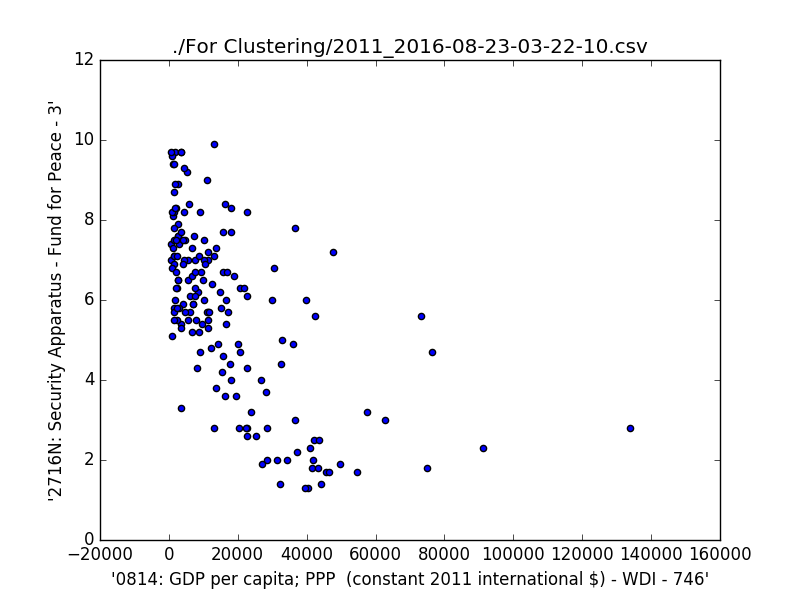 ./For Clustering/2011_2016-08-23-03-22-10.csv
'2716N: Security Apparatus - Fund for Peace - 3'
12
10
8
6
4
2
0
−20000 0 20000 40000 60000 80000 100000 120000 140000 160000
'0814: GDP per capita; PPP  (constant 2011 international $) - WDI - 746'